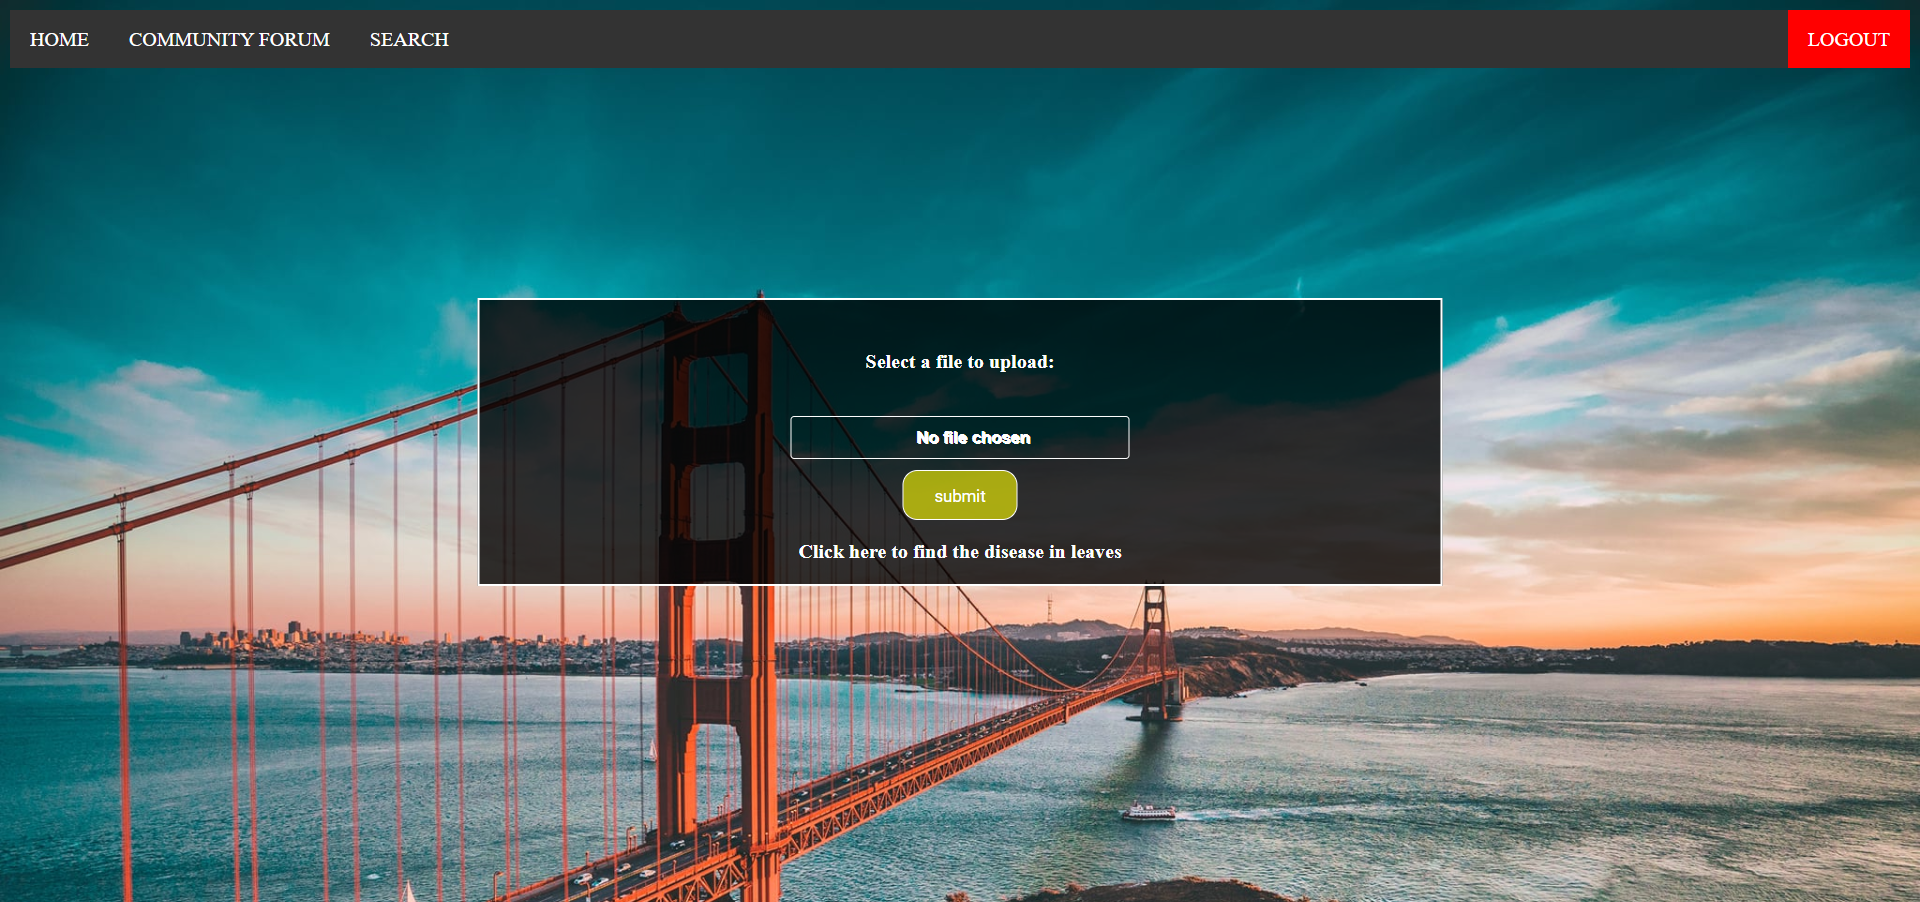 HOME COMMUNITY FORUM SEARCH LOGOUT
Select a file to upload:
No file chosen
submit
Click here to find the disease in leaves